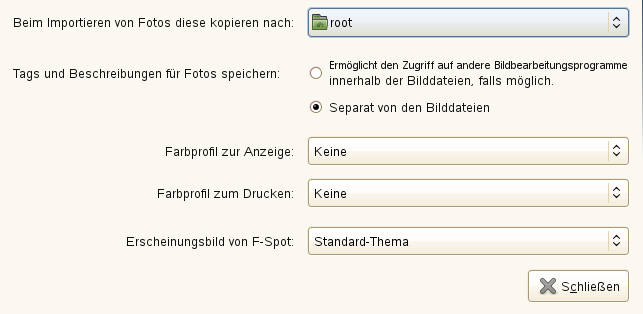 Beim Importieren von Fotos diese kopieren nach: root
Tags und Beschreibungen für Fotos speichern: Ermöglicht den Zugriff auf andere Bildbearbeitungsprogramme
innerhalb der Bilddateien, falls möglich.
Separat von den Bilddateien
Farbprofil zur Anzeige: Keine
Farbprofil zum Drucken: Keine
Erscheinungsbild von F-Spot: Standard-Thema
Schließen